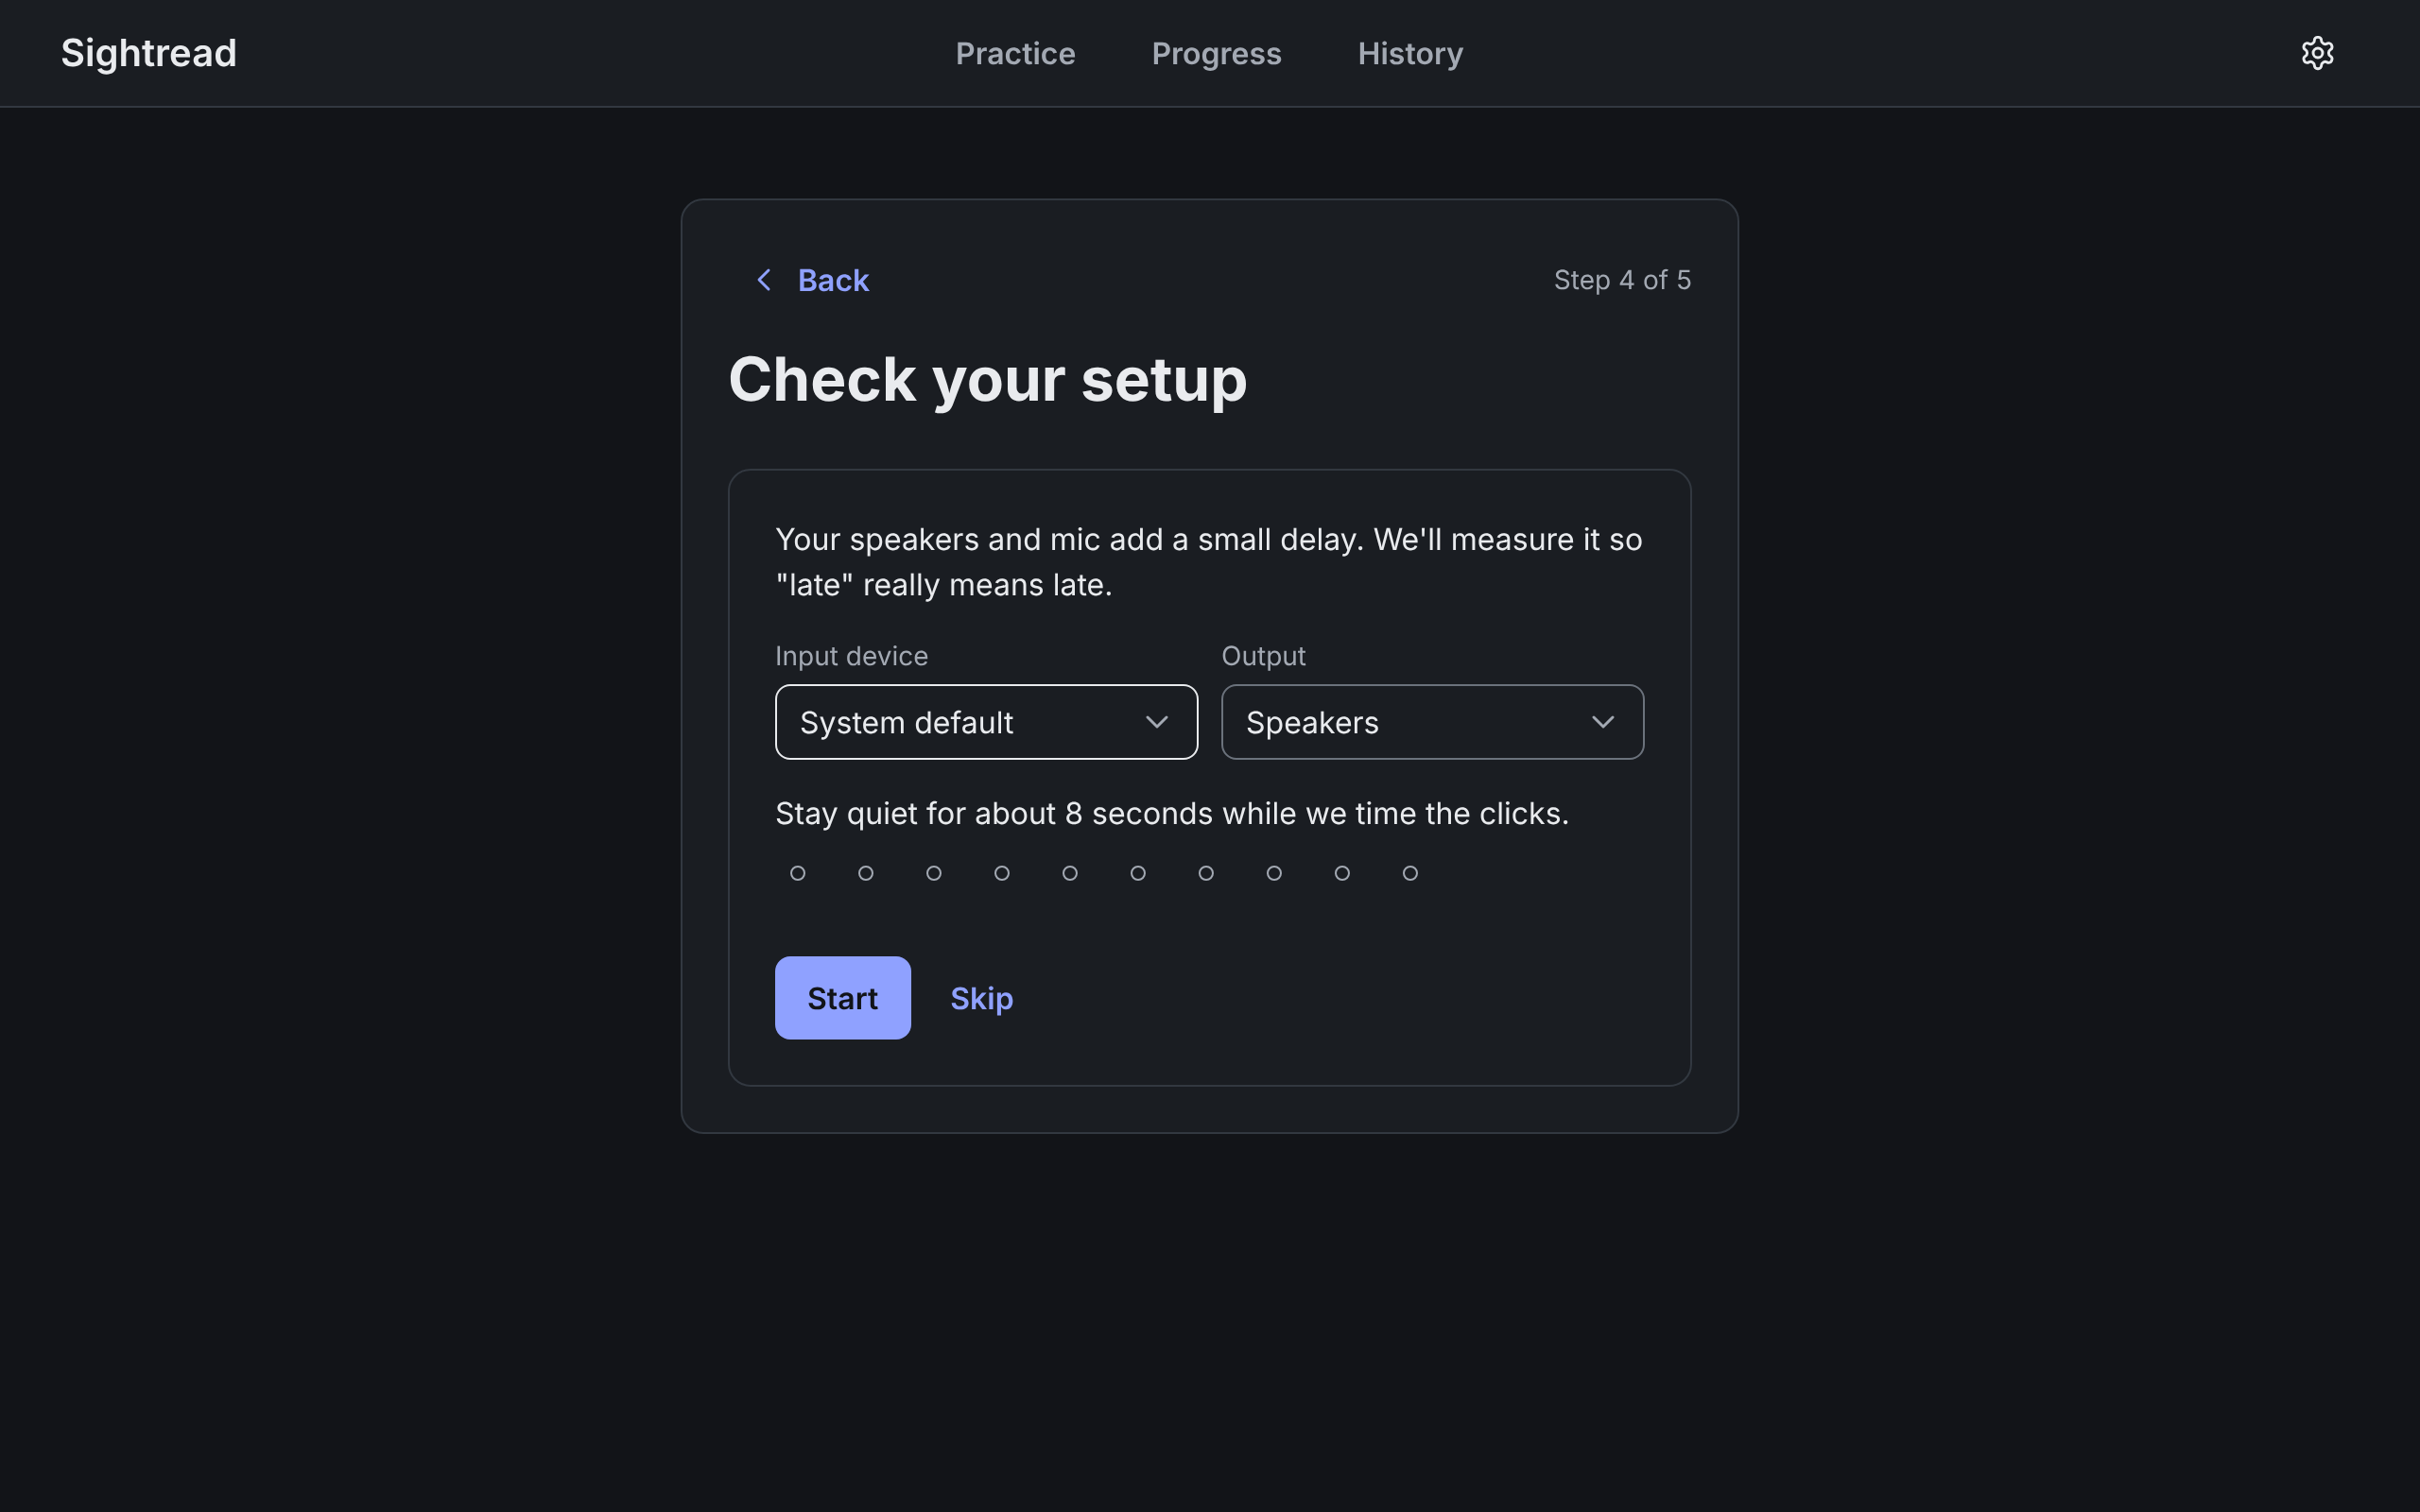 Sightread
Practice
Progress
History
Back
Step 4 of 5
Check your setup
Your speakers and mic add a small delay. We'll measure it so
"late" really means late.
Input device
Output
System default
Speakers
Stay quiet for about 8 seconds while we time the clicks.
Start
Skip